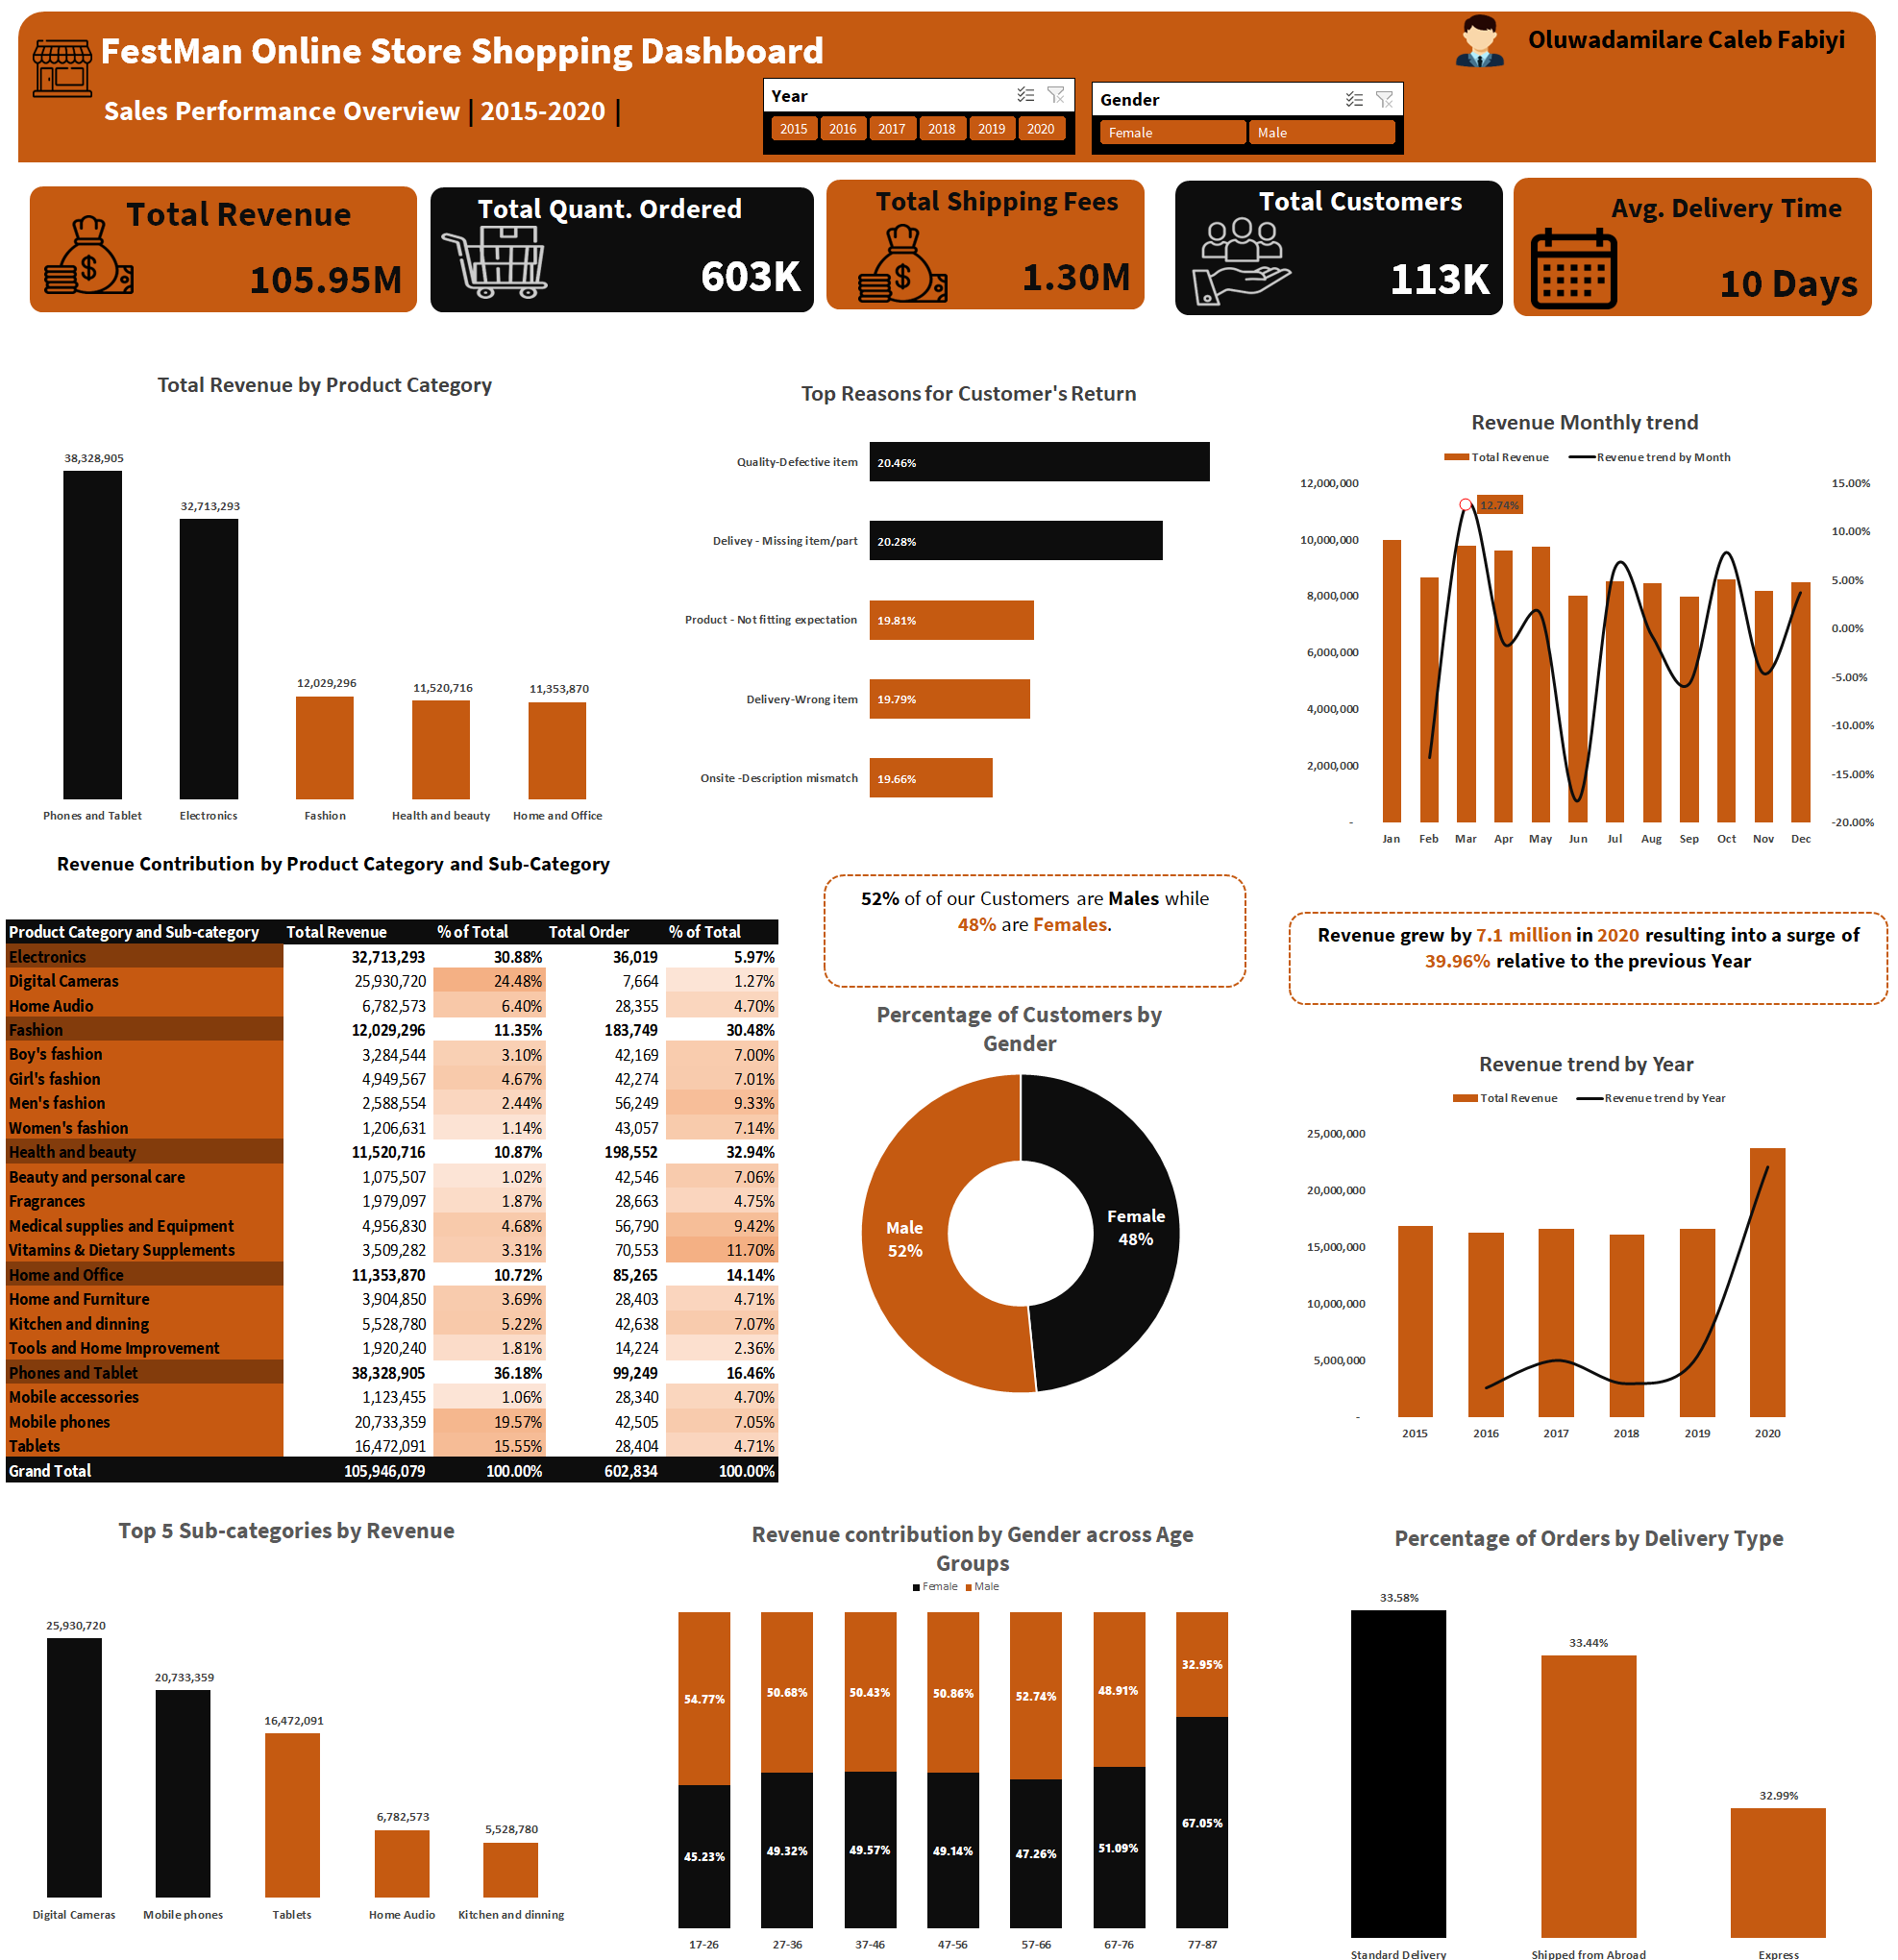 FestMan Online Store Shopping Dashboard
Sales Performance Overview | 2015-2020 |
Oluwadamilare Caleb Fabiyi
Year
2015 2016 2017 2018 2019 2020
Gender
Female Male
Total Revenue
105.95M
Total Quant. Ordered
603K
Total Shipping Fees
1.30M
Total Customers
113K
Avg. Delivery Time
10 Days
Total Revenue by Product Category
38,328,905
32,713,293
12,029,296
11,520,716
11,353,870
Phones and Tablet Electronics Fashion Health and beauty Home and Office
Top Reasons for Customer's Return
Quality-Defective item 20.46%
Delivey - Missing item/part 20.28%
Product - Not fitting expectation 19.81%
Delivery-Wrong item 19.79%
Onsite -Description mismatch 19.66%
Revenue Monthly trend
Total Revenue Revenue trend by Month
12,000,000 15.00%
12.74%
10.00%
10,000,000
5.00%
8,000,000
0.00%
6,000,000
-5.00%
4,000,000
-10.00%
2,000,000
-15.00%
- -20.00%
Jan Feb Mar Apr May Jun Jul Aug Sep Oct Nov Dec
Revenue Contribution by Product Category and Sub-Category
Product Category and Sub-category Total Revenue % of Total Total Order % of Total
Electronics 32,713,293 30.88% 36,019 5.97%
Digital Cameras 25,930,720 24.48% 7,664 1.27%
Home Audio 6,782,573 6.40% 28,355 4.70%
Fashion 12,029,296 11.35% 183,749 30.48%
Boy's fashion 3,284,544 3.10% 42,169 7.00%
Girl's fashion 4,949,567 4.67% 42,274 7.01%
Men's fashion 2,588,554 2.44% 56,249 9.33%
Women's fashion 1,206,631 1.14% 43,057 7.14%
Health and beauty 11,520,716 10.87% 198,552 32.94%
Beauty and personal care 1,075,507 1.02% 42,546 7.06%
Fragrances 1,979,097 1.87% 28,663 4.75%
Medical supplies and Equipment 4,956,830 4.68% 56,790 9.42%
Vitamins & Dietary Supplements 3,509,282 3.31% 70,553 11.70%
Home and Office 11,353,870 10.72% 85,265 14.14%
Home and Furniture 3,904,850 3.69% 28,403 4.71%
Kitchen and dinning 5,528,780 5.22% 42,638 7.07%
Tools and Home Improvement 1,920,240 1.81% 14,224 2.36%
Phones and Tablet 38,328,905 36.18% 99,249 16.46%
Mobile accessories 1,123,455 1.06% 28,340 4.70%
Mobile phones 20,733,359 19.57% 42,505 7.05%
Tablets 16,472,091 15.55% 28,404 4.71%
Grand Total 105,946,079 100.00% 602,834 100.00%
52% of of our Customers are Males while
48% are Females.
Percentage of Customers by
Gender
Male
52%
Female
48%
Revenue grew by 7.1 million in 2020 resulting into a surge of
39.96% relative to the previous Year
Revenue trend by Year
Total Revenue Revenue trend by Year
25,000,000
20,000,000
15,000,000
10,000,000
5,000,000
-
2015 2016 2017 2018 2019 2020
Top 5 Sub-categories by Revenue
25,930,720
20,733,359
16,472,091
6,782,573
5,528,780
Digital Cameras Mobile phones Tablets Home Audio Kitchen and dinning
Revenue contribution by Gender across Age
Groups
Female Male
54.77% 50.68% 50.43% 50.86% 52.74% 48.91% 32.95%
45.23% 49.32% 49.57% 49.14% 47.26% 51.09% 67.05%
17-26 27-36 37-46 47-56 57-66 67-76 77-87
Percentage of Orders by Delivery Type
33.58%
33.44%
32.99%
Standard Delivery Shipped from Abroad Express